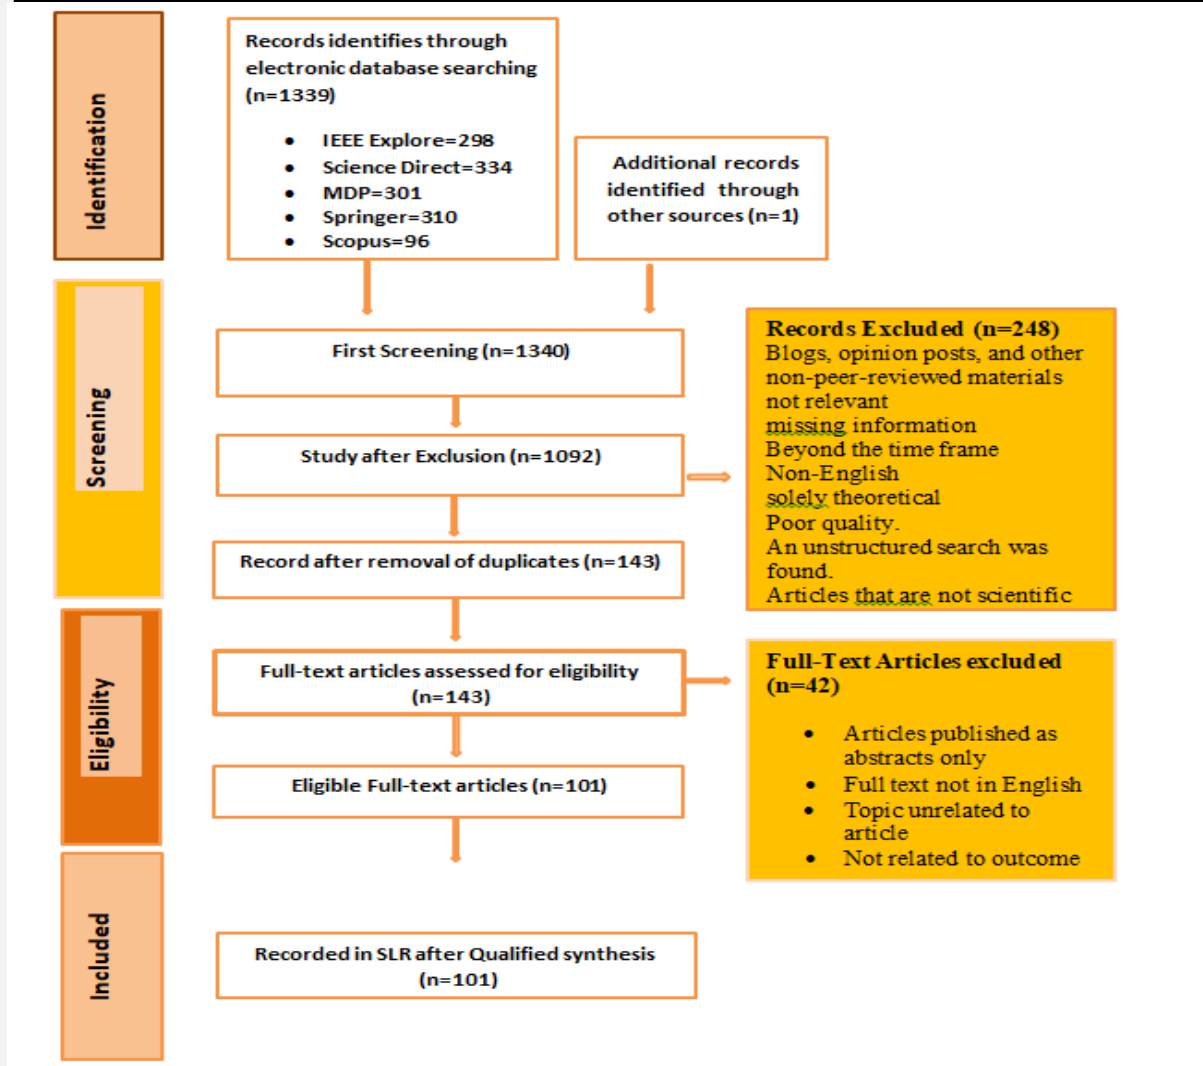 Identification
Records identifies through
electronic database searching
(n=1339)
• IEEE Explore=298
• Science Direct=334
• MDP=301
• Springer=310
• Scopus=96
Additional records
identified through
other sources (n=1)
Screening
First Screening (n=1340)
Study after Exclusion (n=1092)
Record after removal of duplicates (n=143)
Records Excluded (n=248)
Blogs, opinion posts, and other
non-peer-reviewed materials
not relevant
missing information
Beyond the time frame
Non-English
solely theoretical
Poor quality.
An unstructured search was
found.
Articles that are not scientific
Eligibility
Full-text articles assessed for eligibility
(n=143)
Eligible Full-text articles (n=101)
Full-Text Articles excluded
(n=42)
• Articles published as
abstracts only
• Full text not in English
• Topic unrelated to
article
• Not related to outcome
Included
Recorded in SLR after Qualified synthesis
(n=101)